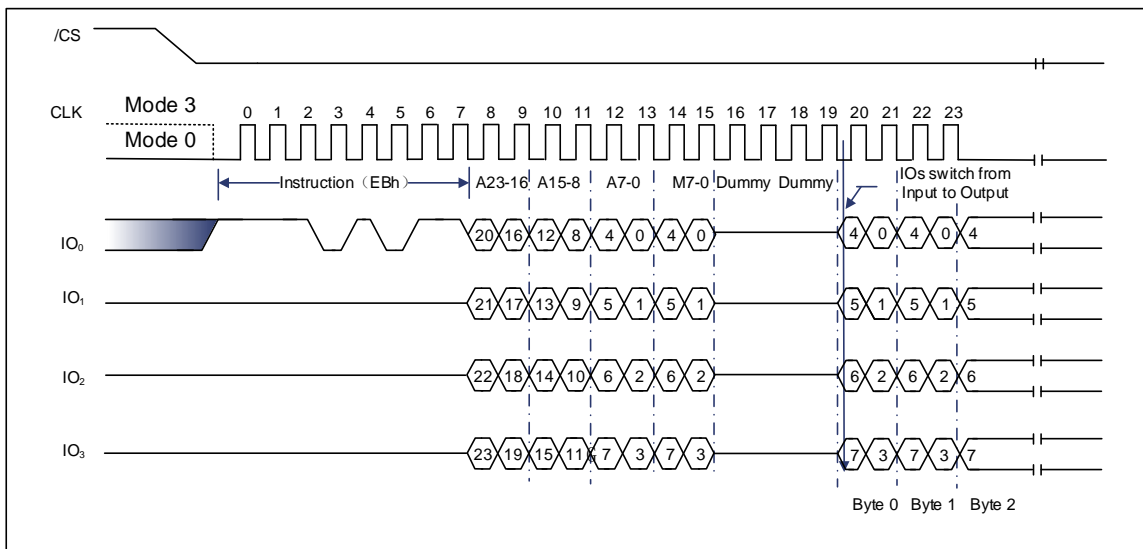 /CS
CLK
Mode 3
Mode 0
0 1 2 3 4 5 6 7 8 9 10 11 12 13 14 15 16 17 18 19 20 21 22 23
Instruction（EBh） A23-16 A15-8 A7-0 M7-0 Dummy Dummy
IOs switch from
Input to Output
IO₀ 20 16 12 8 4 0 4 0 4 0 4 0 4
IO₁ 21 17 13 9 5 1 5 1 5 1 5 1 5
IO₂ 22 18 14 10 6 2 6 2 6 2 6 2 6
IO₃ 23 19 15 11 7 3 7 3 7 3 7 3 7
Byte 0 Byte 1 Byte 2